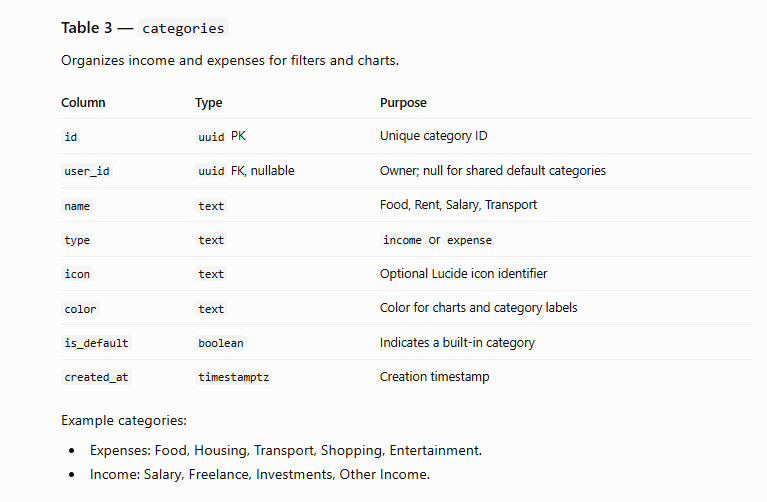 Table 3 — categories
Organizes income and expenses for filters and charts.
Column Type Purpose
id uuid PK Unique category ID
user_id uuid FK, nullable Owner; null for shared default categories
name text Food, Rent, Salary, Transport
type text income or expense
icon text Optional Lucide icon identifier
color text Color for charts and category labels
is_default boolean Indicates a built-in category
created_at timestamptz Creation timestamp
Example categories:
• Expenses: Food, Housing, Transport, Shopping, Entertainment.
• Income: Salary, Freelance, Investments, Other Income.